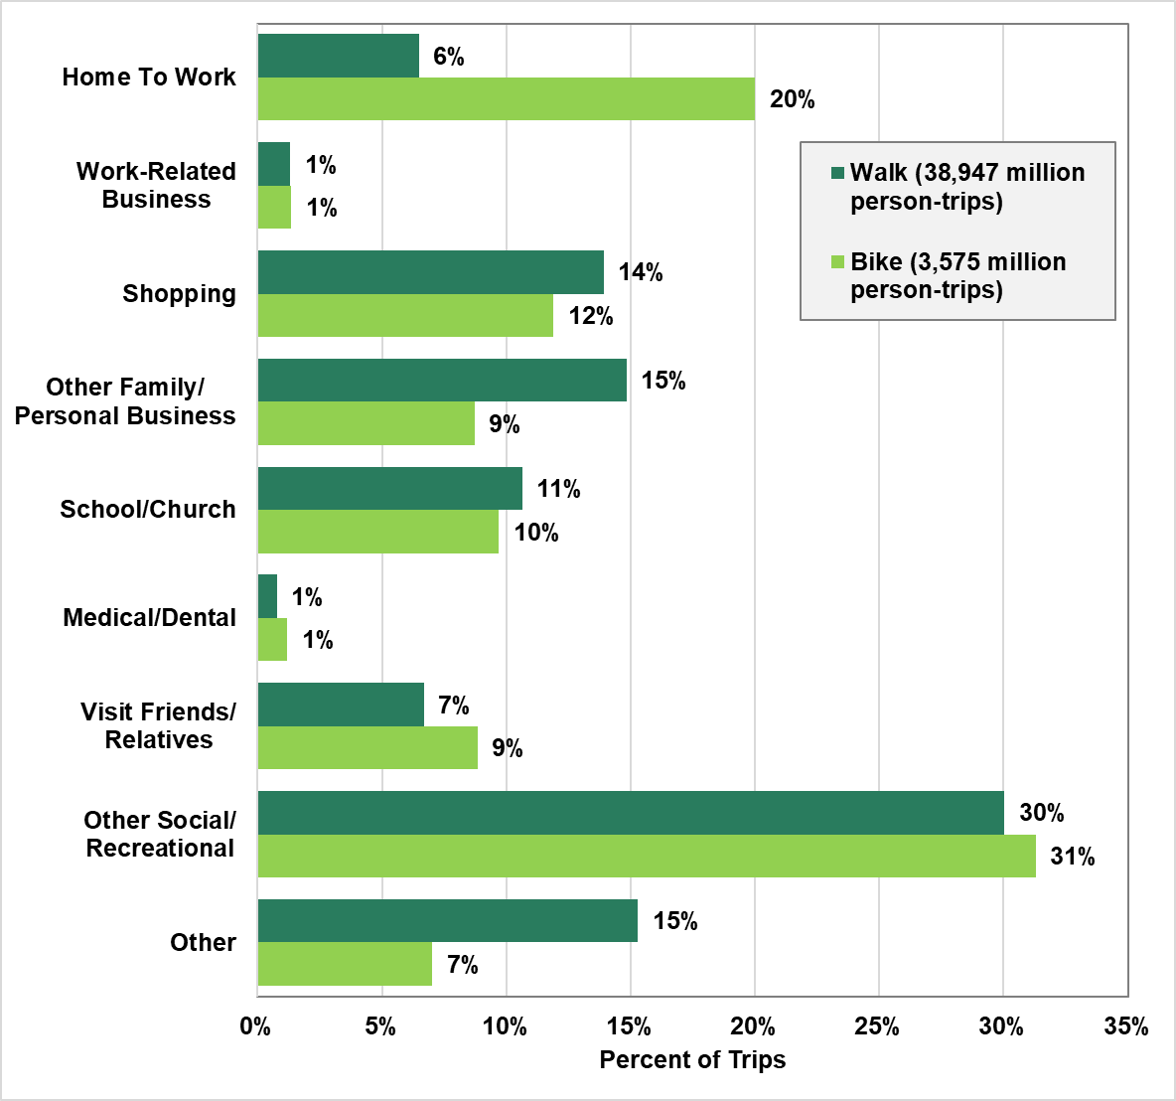 Home To Work
6%
20%
Work-Related
Business
1%
1%
Walk (38,947 million
person-trips)
Bike (3,575 million
person-trips)
Shopping
14%
12%
Other Family/
Personal Business
15%
9%
School/Church
11%
10%
Medical/Dental
1%
1%
Visit Friends/
Relatives
7%
9%
Other Social/
Recreational
30%
31%
Other
15%
7%
0% 5% 10% 15% 20% 25% 30% 35%
Percent of Trips